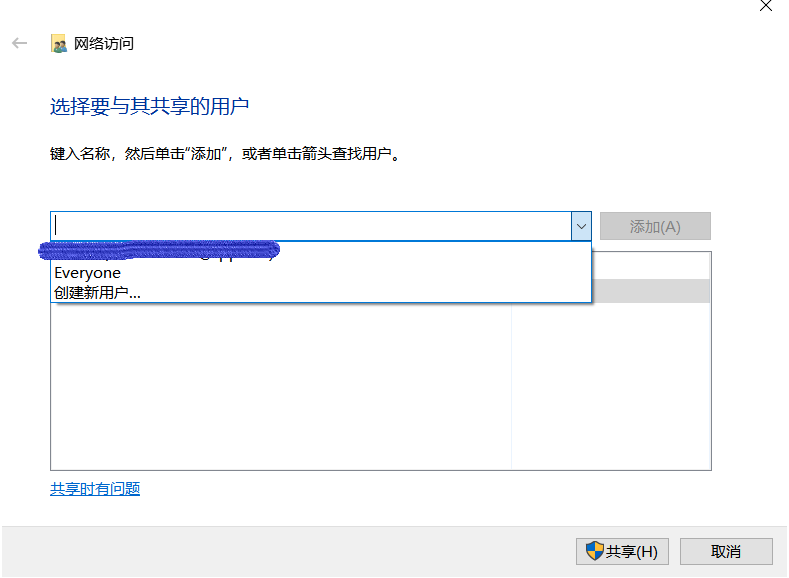 网络访问
选择要与其共享的用户
键入名称，然后单击“添加”，或者单击箭头查找用户。
添加(A)
Everyone
创建新用户...
共享时有问题
共享(H)
取消